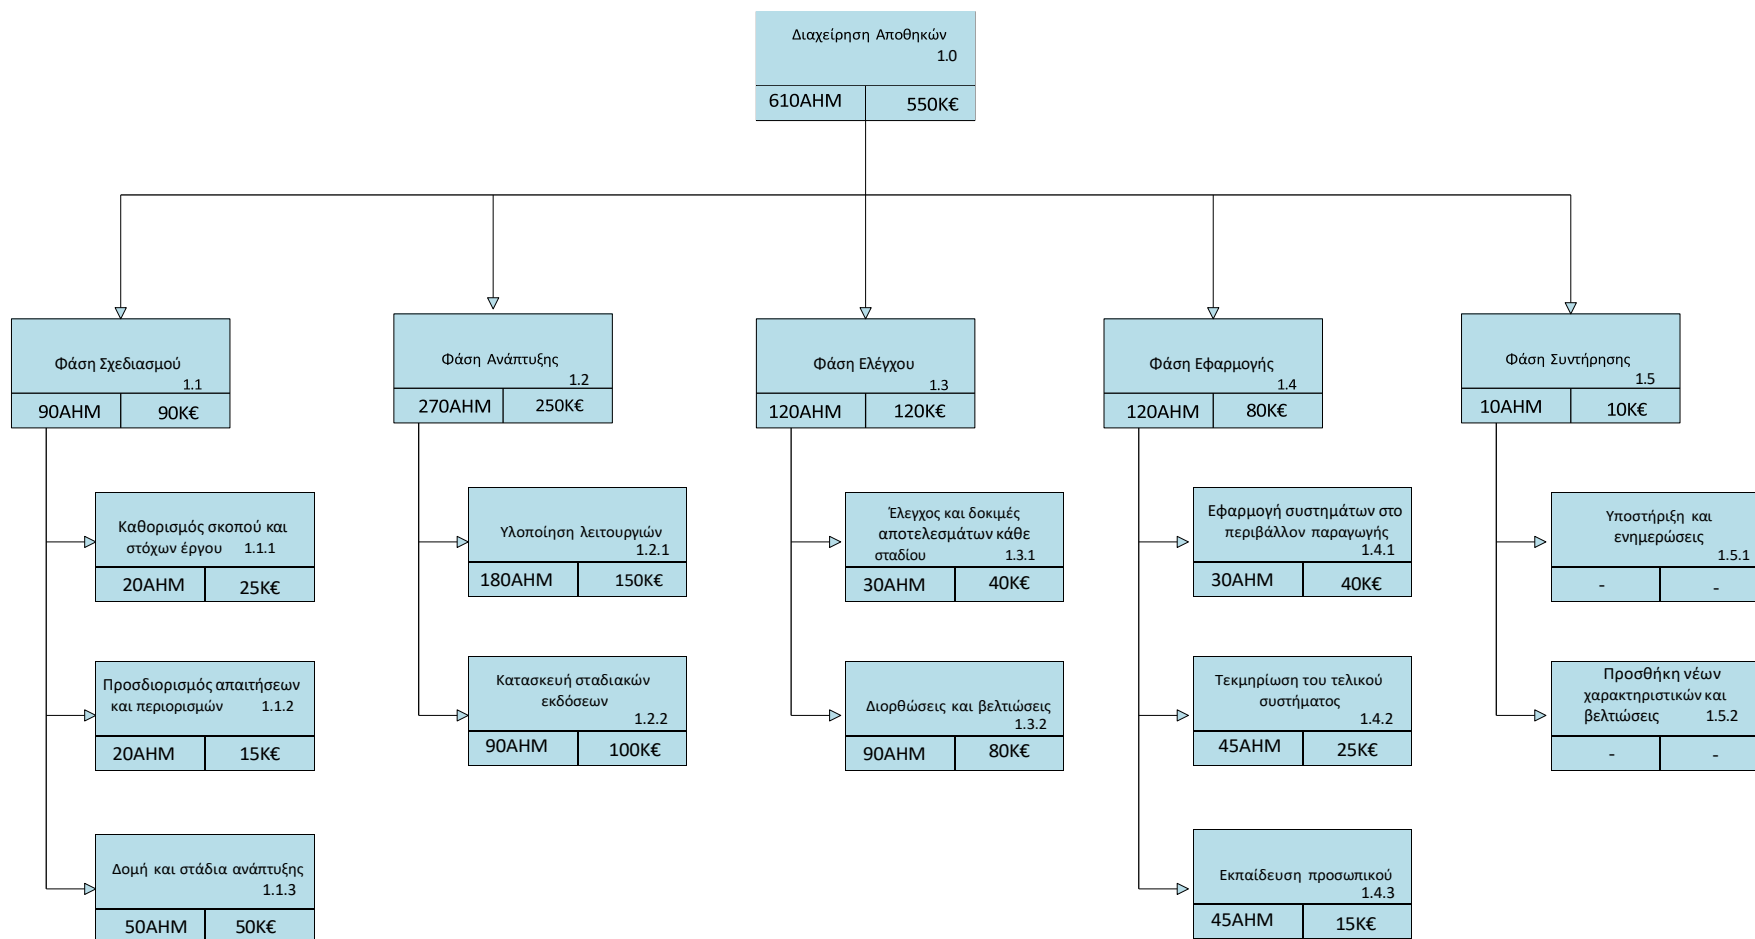 Διαχείρηση Αποθηκών
1.0
610ΑΗΜ 550Κ€
Φάση Σχεδιασμού
1.1
90ΑΗΜ 90Κ€
Φάση Ανάπτυξης
1.2
270ΑΗΜ 250Κ€
Φάση Ελέγχου
1.3
120ΑΗΜ 120Κ€
Φάση Εφαρμογής
1.4
120ΑΗΜ 80Κ€
Φάση Συντήρησης
1.5
10ΑΗΜ 10Κ€
Καθορισμός σκοπού και
στόχων έργου 1.1.1
20ΑΗΜ 25Κ€
Υλοποίηση λειτουργιών
1.2.1
180ΑΗΜ 150Κ€
Έλεγχος και δοκιμές
αποτελεσμάτων κάθε
σταδίου 1.3.1
30ΑΗΜ 40Κ€
Εφαρμογή συστημάτων στο
περιβάλλον παραγωγής
1.4.1
30ΑΗΜ 40Κ€
Υποστήριξη και
ενημερώσεις
1.5.1
- -
Προσδιορισμός απαιτήσεων
και περιορισμών 1.1.2
20ΑΗΜ 15Κ€
Κατασκευή σταδιακών
εκδόσεων
1.2.2
90ΑΗΜ 100Κ€
Διορθώσεις και βελτιώσεις
1.3.2
90ΑΗΜ 80Κ€
Τεκμηρίωση του τελικού
συστήματος
1.4.2
45ΑΗΜ 25Κ€
Προσθήκη νέων
χαρακτηριστικών και
βελτιώσεις 1.5.2
- -
Δομή και στάδια ανάπτυξης
1.1.3
50ΑΗΜ 50Κ€
Εκπαίδευση προσωπικού
1.4.3
45ΑΗΜ 15Κ€